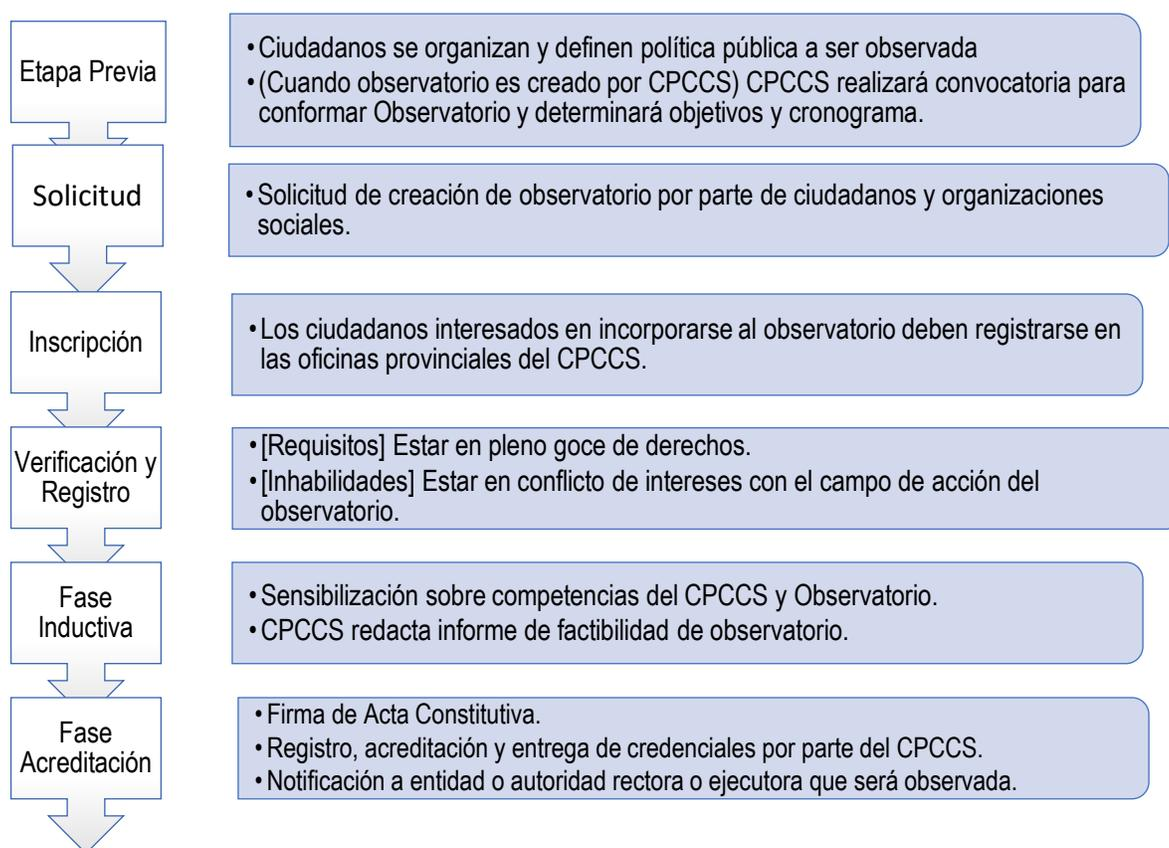 Etapa Previa
•Ciudadanos se organizan y definen política pública a ser observada
•(Cuando observatorio es creado por CPCCS) CPCCS realizará convocatoria para
conformar Observatorio y determinará objetivos y cronograma.
Solicitud
•Solicitud de creación de observatorio por parte de ciudadanos y organizaciones
sociales.
Inscripción
•Los ciudadanos interesados en incorporarse al observatorio deben registrarse en
las oficinas provinciales del CPCCS.
Verificación y
Registro
•[Requisitos] Estar en pleno goce de derechos.
•[Inhabilidades] Estar en conflicto de intereses con el campo de acción del
observatorio.
Fase
Inductiva
•Sensibilización sobre competencias del CPCCS y Observatorio.
•CPCCS redacta informe de factibilidad de observatorio.
Fase
Acreditación
•Firma de Acta Constitutiva.
•Registro, acreditación y entrega de credenciales por parte del CPCCS.
•Notificación a entidad o autoridad rectora o ejecutora que será observada.